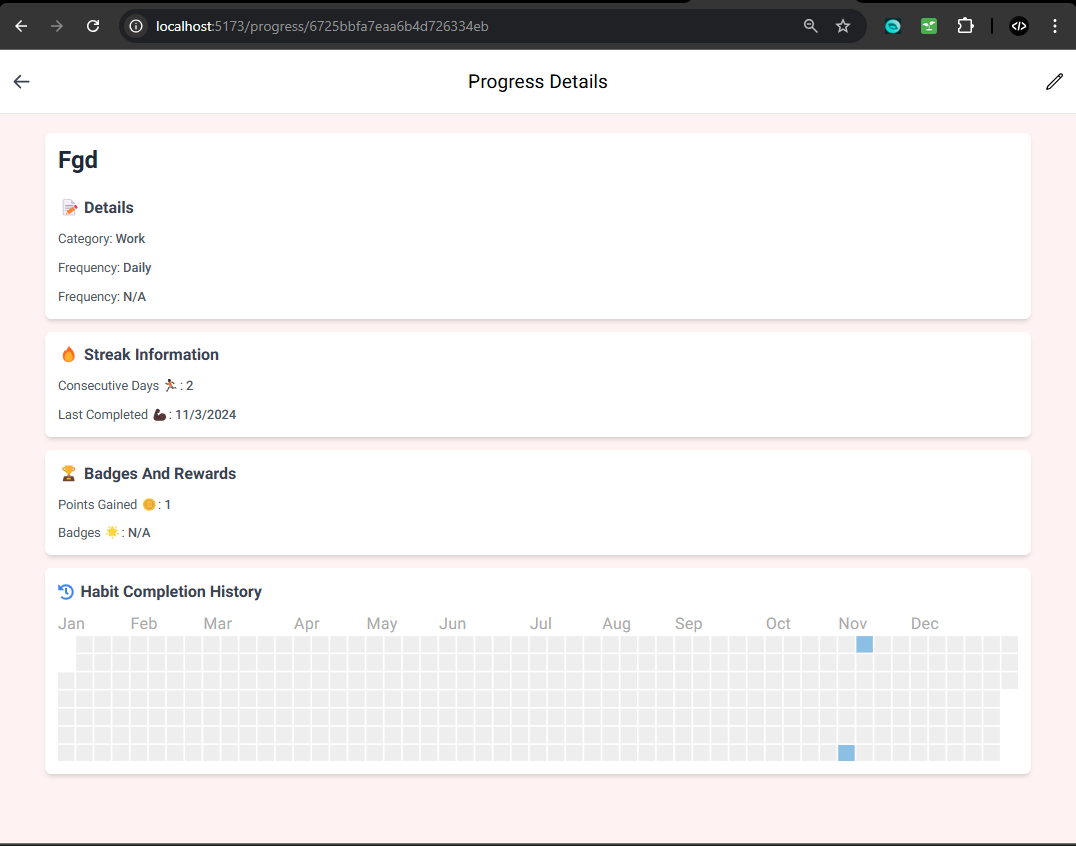 localhost:5173/progress/6725bbfa7eaa6b4d726334eb
Progress Details
Fgd
Details
Category: Work
Frequency: Daily
Frequency: N/A
Streak Information
Consecutive Days 🏃🏽: 2
Last Completed 💪🏿: 11/3/2024
Badges And Rewards
Points Gained 🪙: 1
Badges 🌟: N/A
Habit Completion History
Jan Feb Mar Apr May Jun Jul Aug Sep Oct Nov Dec